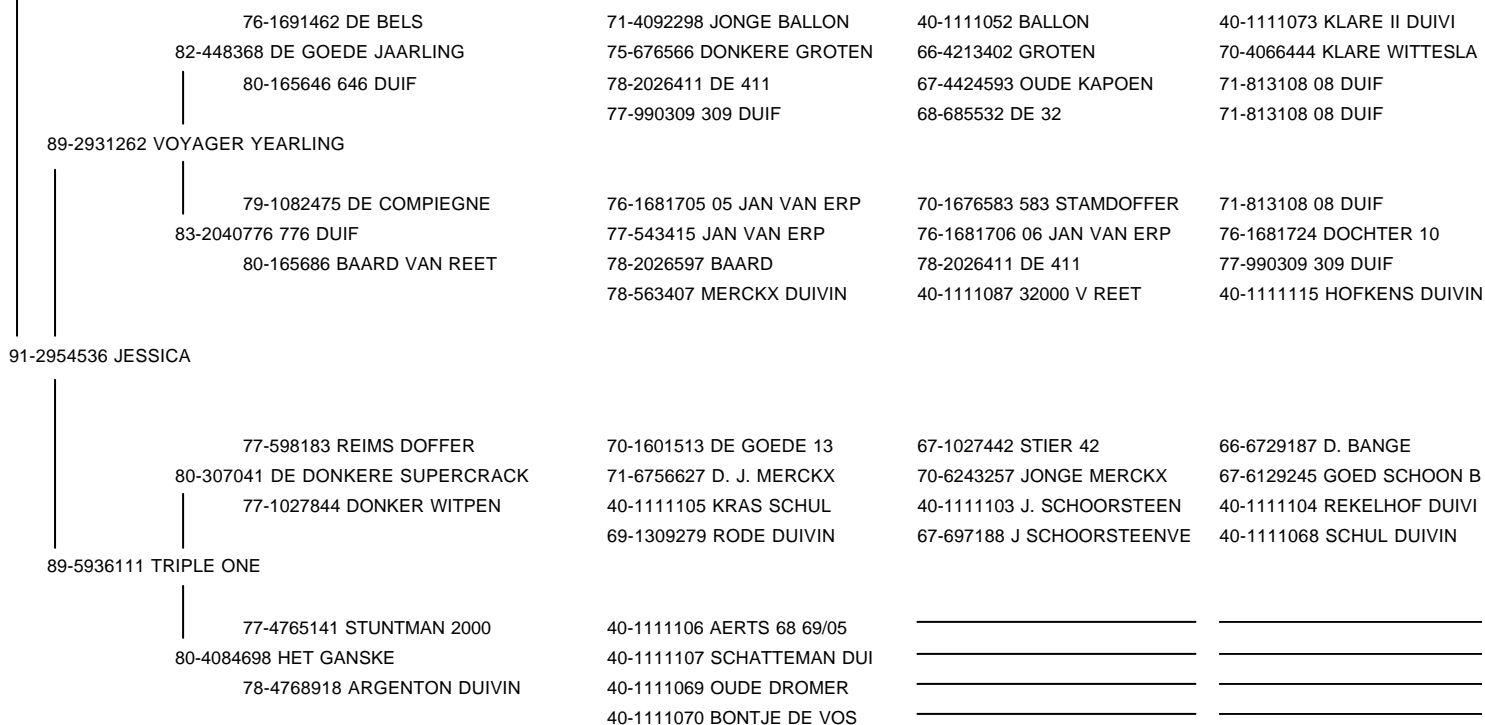 76-1691462 DE BELS 71-4092298 JONGE BALLON 40-1111052 BALLON 40-1111073 KLARE II DUIVI
82-448368 DE GOEDE JAARLING 75-676566 DONKERE GROTEN 66-4213402 GROTEN 70-4066444 KLARE WITTESLA
80-165646 646 DUIF 78-2026411 DE 411 67-4424593 OUDE KAPOEN 71-813108 08 DUIF
77-990309 309 DUIF 68-685532 DE 32 71-813108 08 DUIF
89-2931262 VOYAGER YEARLING
79-1082475 DE COMPIEGNE 76-1681705 05 JAN VAN ERP 70-1676583 583 STAMDOFFER 71-813108 08 DUIF
83-2040776 776 DUIF 77-543415 JAN VAN ERP 76-1681706 06 JAN VAN ERP 76-1681724 DOCHTER 10
80-165686 BAARD VAN REET 78-2026597 BAARD 78-2026411 DE 411 77-990309 309 DUIF
78-563407 MERCKX DUIVIN 40-1111087 32000 V REET 40-1111115 HOFKENS DUIVIN
91-2954536 JESSICA
77-598183 REIMS DOFFER 70-1601513 DE GOEDE 13 67-1027442 STIER 42 66-6729187 D. BANGE
80-307041 DE DONKERE SUPERCRACK 71-6756627 D. J. MERCKX 70-6243257 JONGE MERCKX 67-6129245 GOED SCHOON B
77-1027844 DONKER WITPEN 40-1111105 KRAS SCHUL 40-1111103 J. SCHOORSTEEN 40-1111104 REKELHOF DUIVI
69-1309279 RODE DUIVIN 67-697188 J SCHOORSTEENVE 40-1111068 SCHUL DUIVIN
89-5936111 TRIPLE ONE
77-4765141 STUNTMAN 2000 40-1111106 AERTS 68 69/05
80-4084698 HET GANSKE 40-1111107 SCHATTEMAN DUI
78-4768918 ARGENTON DUIVIN 40-1111069 OUDE DROMER
40-1111070 BONTJE DE VOS